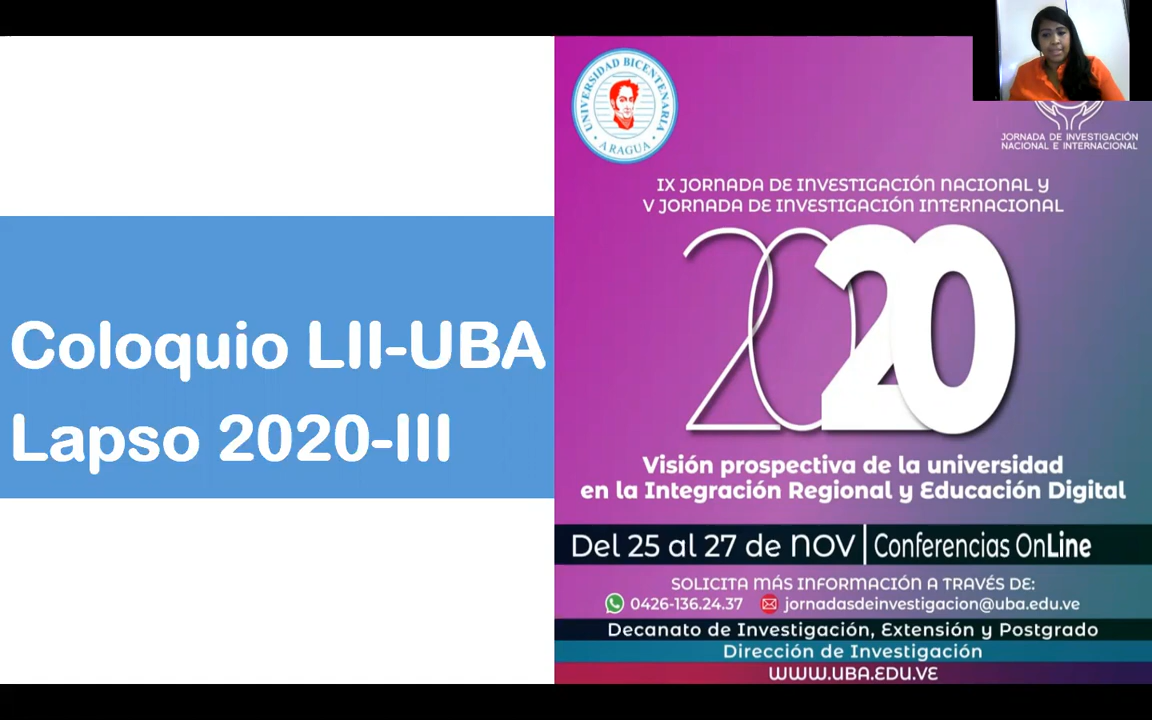 Coloquio LII-UBA
Lapso 2020-III
UNIVERSIDAD BICENTENARIA
ARAGUA
JORNADA DE INVESTIGACIÓN
NACIONAL E INTERNACIONAL
IX JORNADA DE INVESTIGACIÓN NACIONAL Y
V JORNADA DE INVESTIGACIÓN INTERNACIONAL
2020
Visión prospectiva de la universidad
en la Integración Regional y Educación Digital
Del 25 al 27 de NOV | Conferencias OnLine
SOLICITA MÁS INFORMACIÓN A TRAVÉS DE:
0426-136.24.37 jornadasdeinvestigacion@uba.edu.ve
Decanato de Investigación, Extensión y Postgrado
Dirección de Investigación
WWW.UBA.EDU.VE